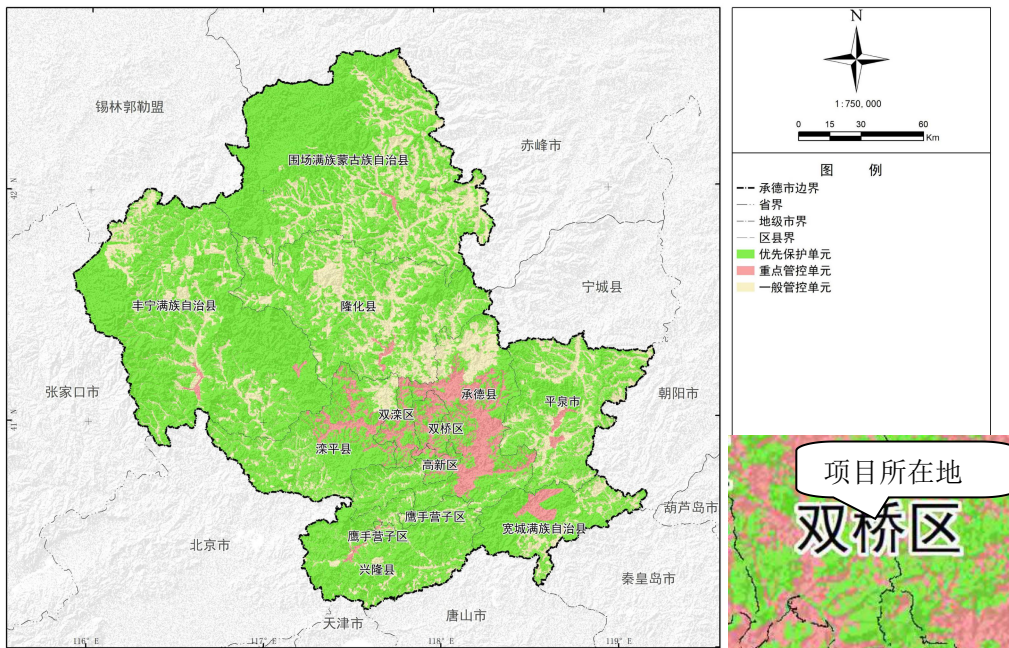 锡林郭勒盟
赤峰市
围场满族蒙古族自治县
宁城县
丰宁满族自治县
隆化县
张家口市
朝阳市
承德县
平泉市
双滦区
双桥区
滦平县
高新区
葫芦岛市
鹰手营子区
宽城满族自治县
鹰手营子区
北京市
兴隆县
秦皇岛市
唐山市
天津市
42
41
116° E
117° E
118° E
119° E
N
1:750,000
0 15 30 60
Km
图 例
承德市边界
省界
地级市界
区县界
优先保护单元
重点管控单元
一般管控单元
项目所在地
双桥区